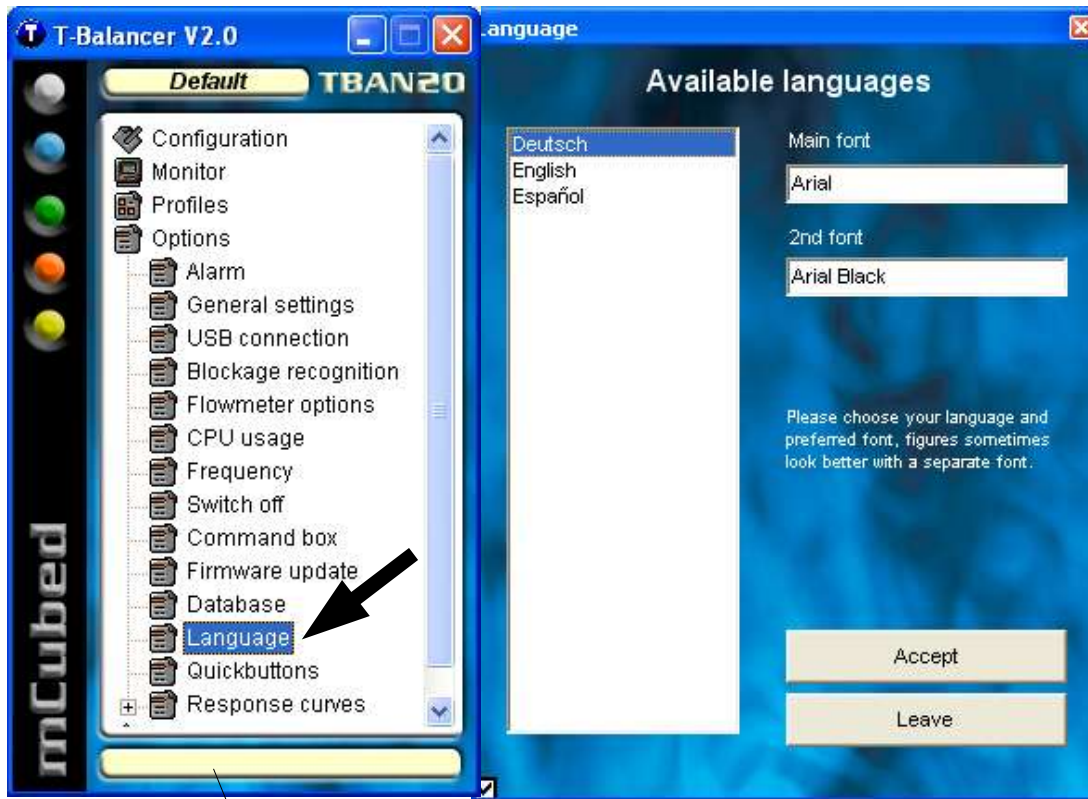 T-Balancer V2.0
Default
TBAN20
Configuration
Monitor
Profiles
Options
Alarm
General settings
USB connection
Blockage recognition
Flowmeter options
CPU usage
Frequency
Switch off
Command box
Firmware update
Database
Language
Quickbuttons
Response curves
mCubed
anguage
Available languages
Deutsch
English
Español
Main font
Arial
2nd font
Arial Black
Please choose your language and
preferred font, figures sometimes
look better with a separate font.
Accept
Leave